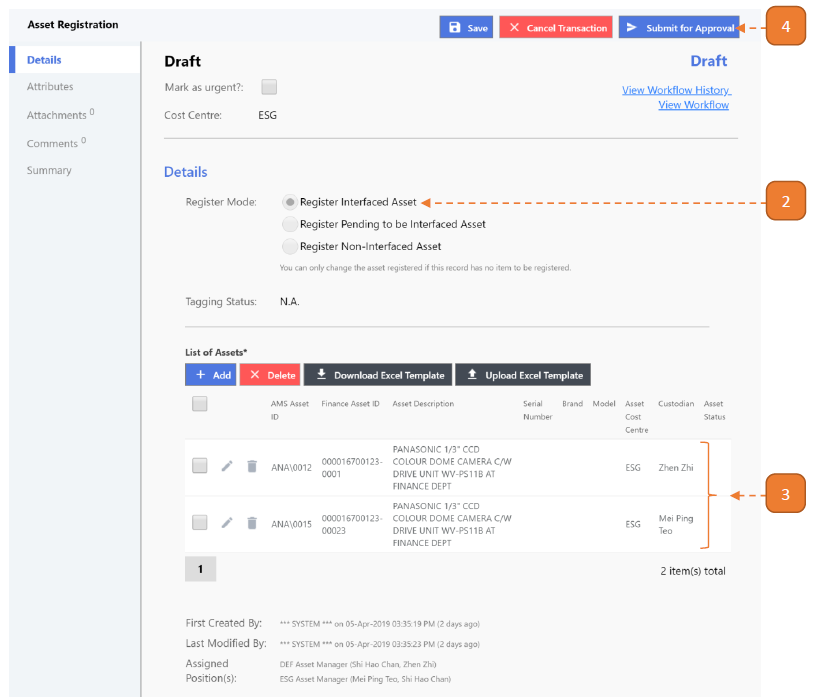 Asset Registration
Save
Cancel Transaction
Submit for Approval
4
Details
Attributes
Attachments 0
Comments 0
Summary
Draft
Draft
Mark as urgent?:
View Workflow History
View Workflow
Cost Centre: ESG
Details
Register Mode: Register Interfaced Asset
2
Register Pending to be Interfaced Asset
Register Non-Interfaced Asset
You can only change the asset registered if this record has no item to be registered.
Tagging Status: N.A.
List of Assets*
+ Add
Delete
Download Excel Template
Upload Excel Template
AMS Asset ID
Finance Asset ID
Asset Description
Serial Number
Brand
Model
Asset Cost Centre
Custodian
Asset Status
ANA\0012
000016700123-
0001
PANASONIC 1/3" CCD
COLOUR DOME CAMERA C/W
DRIVE UNIT WV-PS11B AT
FINANCE DEPT
ESG
Zhen Zhi
3
ANA\0015
000016700123-
00023
PANASONIC 1/3" CCD
COLOUR DOME CAMERA C/W
DRIVE UNIT WV-PS11B AT
FINANCE DEPT
ESG
Mei Ping
Teo
1
2 item(s) total
First Created By: *** SYSTEM *** on 05-Apr-2019 03:35:19 PM (2 days ago)
Last Modified By: *** SYSTEM *** on 05-Apr-2019 03:35:23 PM (2 days ago)
Assigned Position(s):
DEF Asset Manager (Shi Hao Chan, Zhen Zhi)
ESG Asset Manager (Mei Ping Teo, Shi Hao Chan)